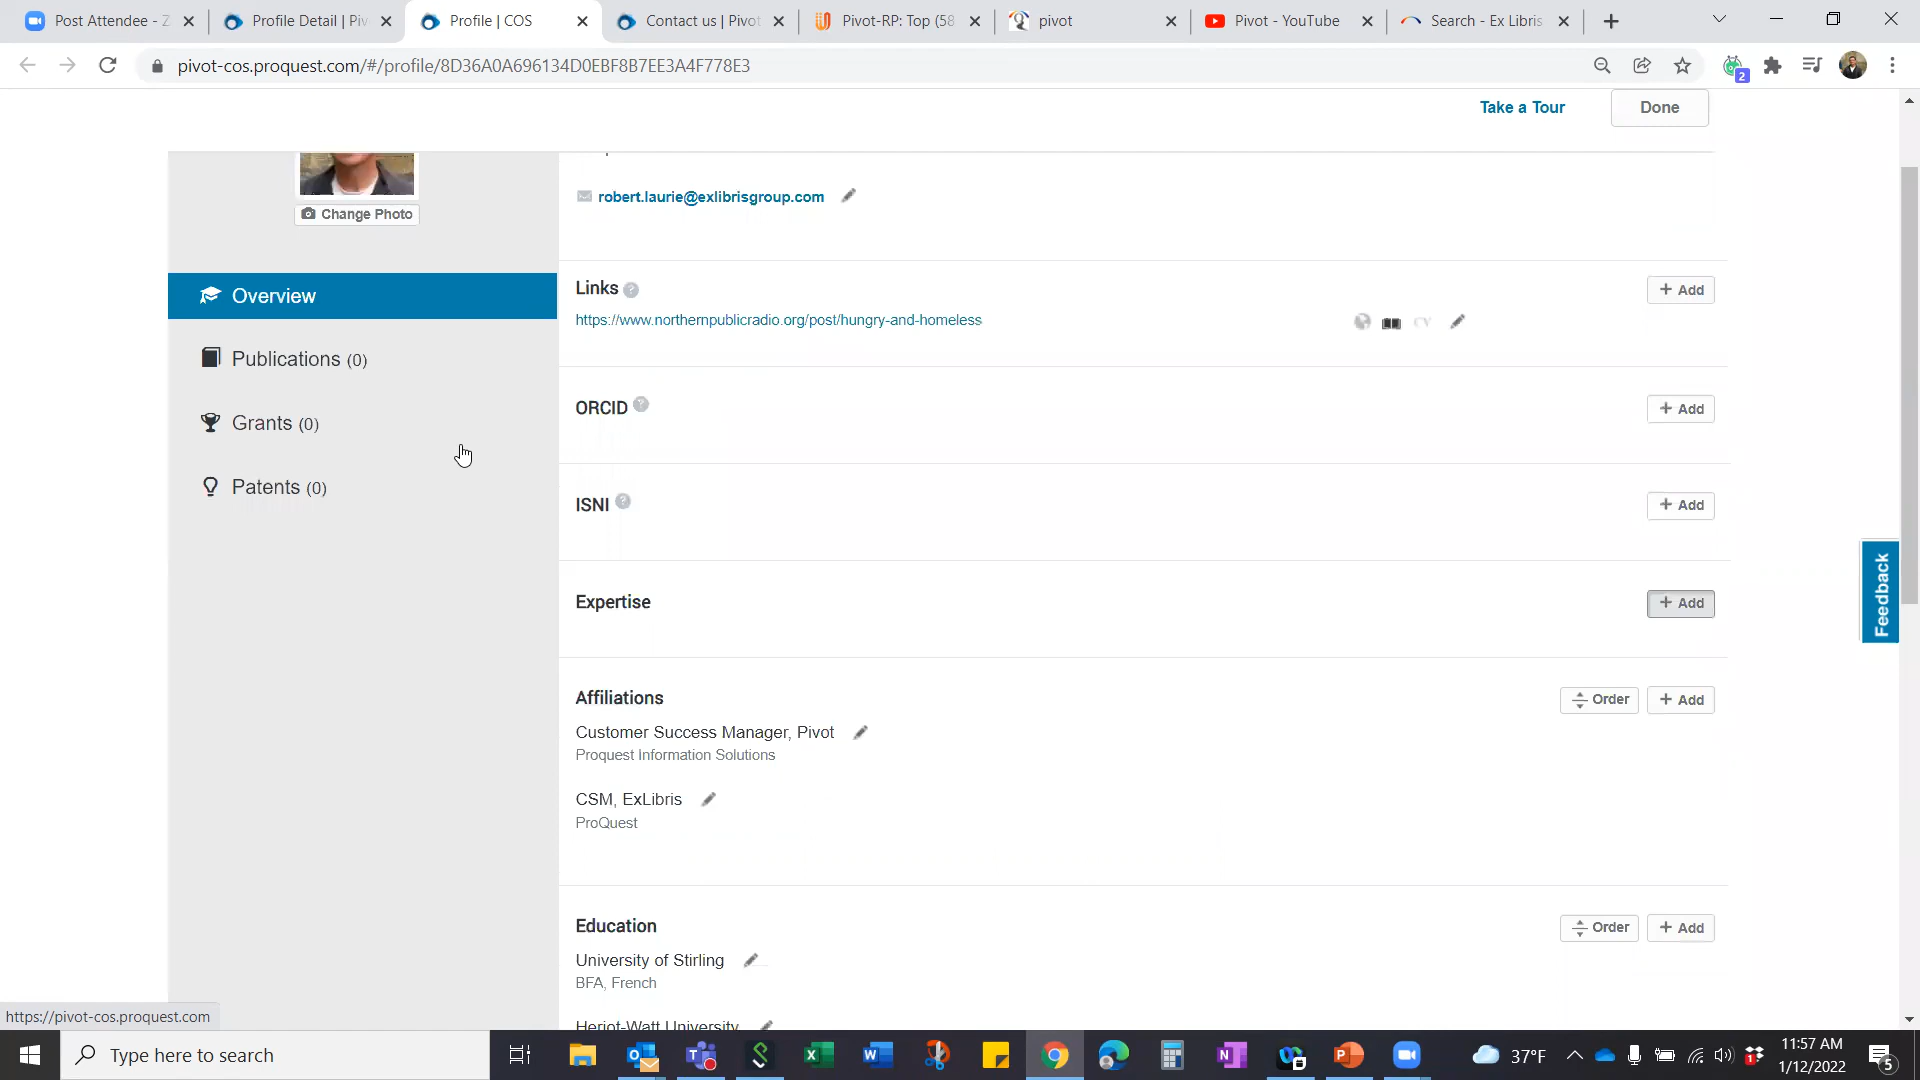 Post Attendee - Z
Profile Detail | Piv
Profile | COS
Contact us | Pivot
Pivot-RP: Top (58
pivot
Pivot - YouTube
Search - Ex Libris
pivot-cos.proquest.com/#/profile/8D36A0A696134D0EBF8B7EE3A4F778E3
2
Take a Tour
Done
robert.laurie@exlibrisgroup.com
Change Photo
Overview
Links ?
+ Add
https://www.northernpublicradio.org/post/hungry-and-homeless
CV
Publications (0)
ORCID ?
+ Add
Grants (0)
Patents (0)
ISNI ?
+ Add
Expertise
+ Add
Feedback
Affiliations
Order
+ Add
Customer Success Manager, Pivot
Proquest Information Solutions
CSM, ExLibris
ProQuest
Education
Order
+ Add
University of Stirling
BFA, French
Heriot-Watt University
https://pivot-cos.proquest.com
Type here to search
37°F
11:57 AM
1/12/2022
5